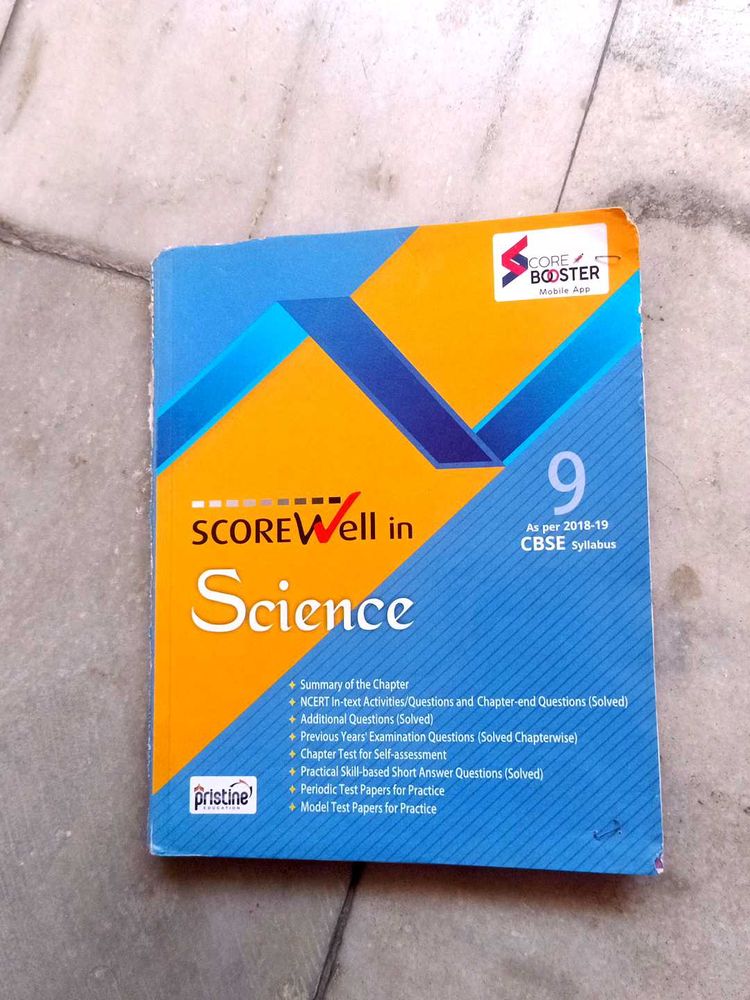 SCORE
BOOSTER
Mobile App
9
As per 2018-19
CBSE Syllabus
SCOREWell in
Science
Summary of the Chapter
NCERT In-text Activities/Questions and Chapter-end Questions (Solved)
Additional Questions (Solved)
Previous Years' Examination Questions (Solved Chapterwise)
Chapter Test for Self-assessment
Practical Skill-based Short Answer Questions (Solved)
Periodic Test Papers for Practice
Model Test Papers for Practice
pristine
EDUCATION